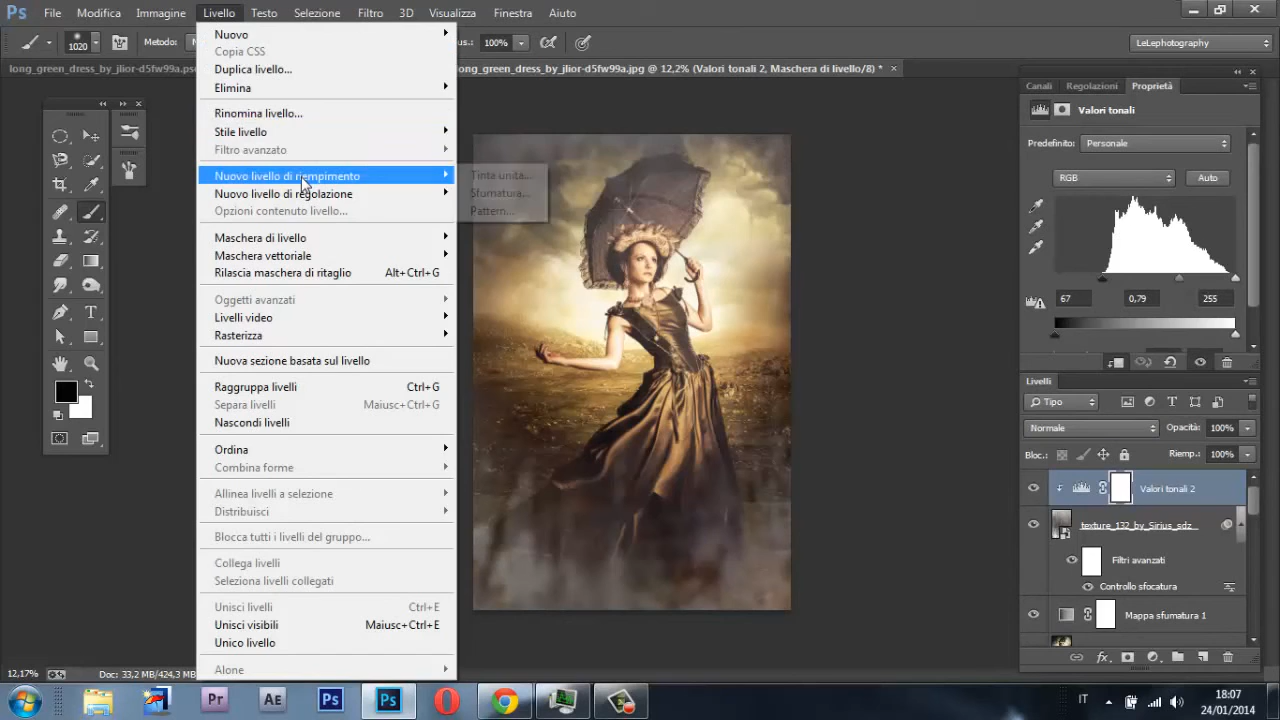 Ps File Modifica Immagine Livello Testo Selezione Filtro 3D Visualizza Finestra Aiuto
1020 Metodo: 100% LeLephotography
long_green_dress_by_jlior-d5fw99a.ps
long_green_dress_by_jlior-d5fw99a.jpg @ 12,2% (Valori tonali 2, Maschera di livello/8) *
Nuovo
Copia CSS
Duplica livello...
Elimina
Rinomina livello...
Stile livello
Filtro avanzato
Nuovo livello di riempimento
Nuovo livello di regolazione
Opzioni contenuto livello...
Maschera di livello
Maschera vettoriale
Rilascia maschera di ritaglio Alt+Ctrl+G
Oggetti avanzati
Livelli video
Rasterizza
Nuova sezione basata sul livello
Raggruppa livelli Ctrl+G
Separa livelli Maiusc+Ctrl+G
Nascondi livelli
Ordina
Combina forme
Allinea livelli a selezione
Distribuisci
Blocca tutti i livelli del gruppo...
Collega livelli
Seleziona livelli collegati
Unisci livelli Ctrl+E
Unisci visibili Maiusc+Ctrl+E
Unico livello
Alone
Tinta unita...
Sfumatura...
Pattern...
Canali Regolazioni Proprietà
Valori tonali
Predefinito: Personale
RGB Auto
67 0,79 255
Livelli
Tipo
Normale Opacità: 100%
Bloc.: Riemp.: 100%
Valori tonali 2
texture_132_by_Sirius_sdz
Filtri avanzati
Controllo sfocatura
Mappa sfumatura 1
fx
12,17% Doc: 33,2 MB/424,3 MB
Pr Ae Ps Ps
IT
18:07
24/01/2014